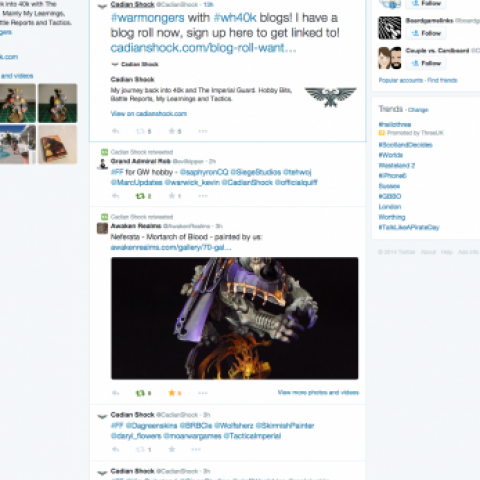 40k with The
Mainly My Learnings,
ttle Reports and Tactics.
k.com
and videos
Cadian Shock @CadianShock · 13h
#warmongers with #wh40k blogs! I have a
blog roll now, sign up here to get linked to!
cadianshock.com/blog-roll-want...
Cadian Shock
Cadian Shock
My journey back into 40k and The Imperial Guard. Hobby Bits,
Battle Reports, My Learnings and Tactics.
View on cadianshock.com
5 5
Cadian Shock retweeted
Grand Admiral Rob · 2h
#FF for GW hobby - @saphyronCQ @SiegeStudios @tehwoj
@MarcUpdates @warwick_kevin @CadianShock @officialquiff
2 1
Cadian Shock retweeted
Awaken Realms @AwakenRealms · 3h
Neferata - Mortarch of Blood - painted by us:
awakenrealms.com/gallery/70-gal...
View more photos and videos
Cadian Shock @CadianShock · 3h
#FF @Dagreenskins @BRBCIe @Wolfsherz @SkirmishPainter
@daryl_flowers @moarwargames @TacticaImperial
1
Cadian Shock @CadianShock · 3h
Follow
Boardgamelinks
Follow
Couple vs. Cardboard
Follow
Popular accounts · Find friends
Trends · Change
#hellothree
Promoted by ThreeUK
#ScotlandDecides
#Worlds
Wasteland 2
#iPhone6
Sussex
#GBBO
London
Worthing
#TalkLikeAPirateDay
© 2014 Twitter About Help Ads info